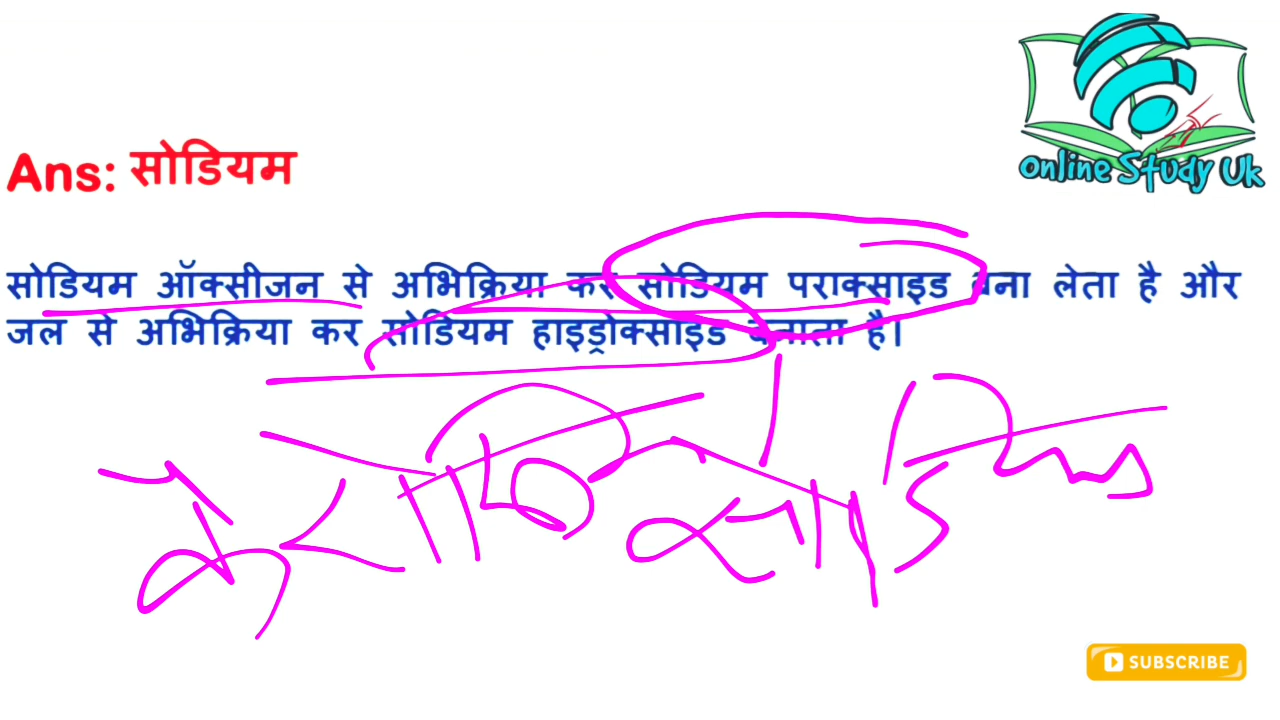 Online Study Uk
Ans: सोडियम
सोडियम ऑक्सीजन से अभिक्रिया कर सोडियम पराक्साइड बना लेता है और
जल से अभिक्रिया कर सोडियम हाइड्रोक्साइड बनाता है।
SUBSCRIBE